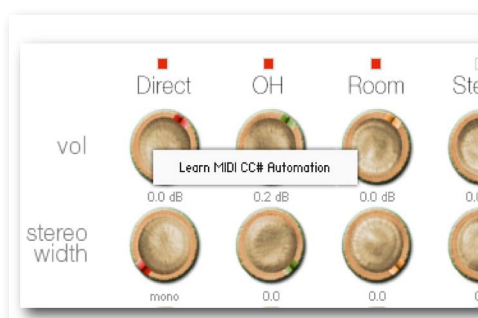 Direct OH Room
vol
Learn MIDI CC# Automation
0.0 dB 0.2 dB 0.0 dB
stereo
width
mono 0.0 0.0